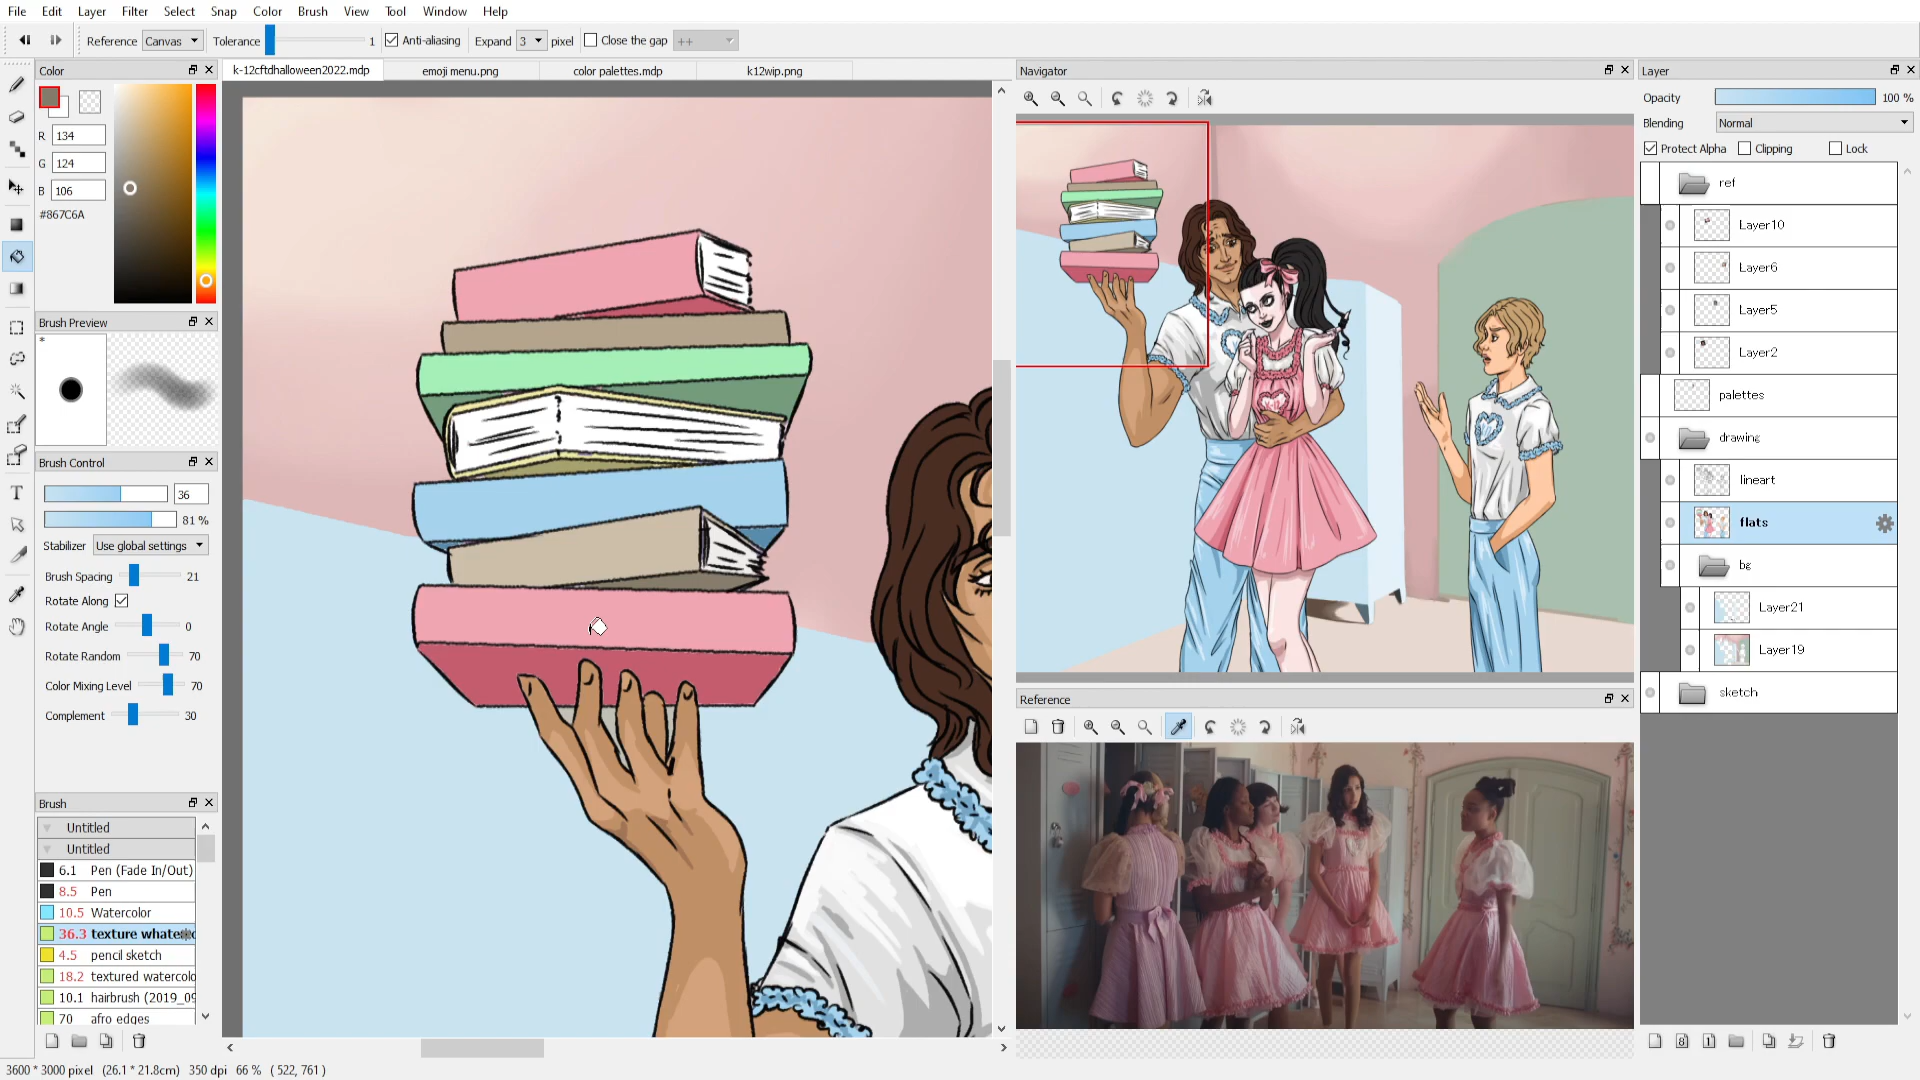 File Edit Layer Filter Select Snap Color Brush View Tool Window Help
Reference Canvas Tolerance 1 Anti-aliasing Expand 3 pixel Close the gap ++
Color
k-12cftdhalloween2022.mdp emoji menu.png color palettes.mdp k12wip.png
Navigator
Layer
R 134
G 124
B 106
#867C6A
Opacity 100 %
Blending Normal
Protect Alpha Clipping Lock
ref
Layer10
Layer6
Layer5
Layer2
palettes
drawing
lineart
flats
bg
Layer21
Layer19
sketch
Brush Preview
*
Brush Control
36
81 %
Stabilizer Use global settings
Brush Spacing 21
Rotate Along
Rotate Angle 0
Rotate Random 70
Color Mixing Level 70
Complement 30
Reference
Brush
Untitled
Untitled
6.1 Pen (Fade In/Out)
8.5 Pen
10.5 Watercolor
36.3 texture whate
4.5 pencil sketch
18.2 textured watercolo
10.1 hairbrush (2019_09
70 afro edges
T
8 1
3600 * 3000 pixel (26.1 * 21.8cm) 350 dpi 66 % ( 522, 761 )